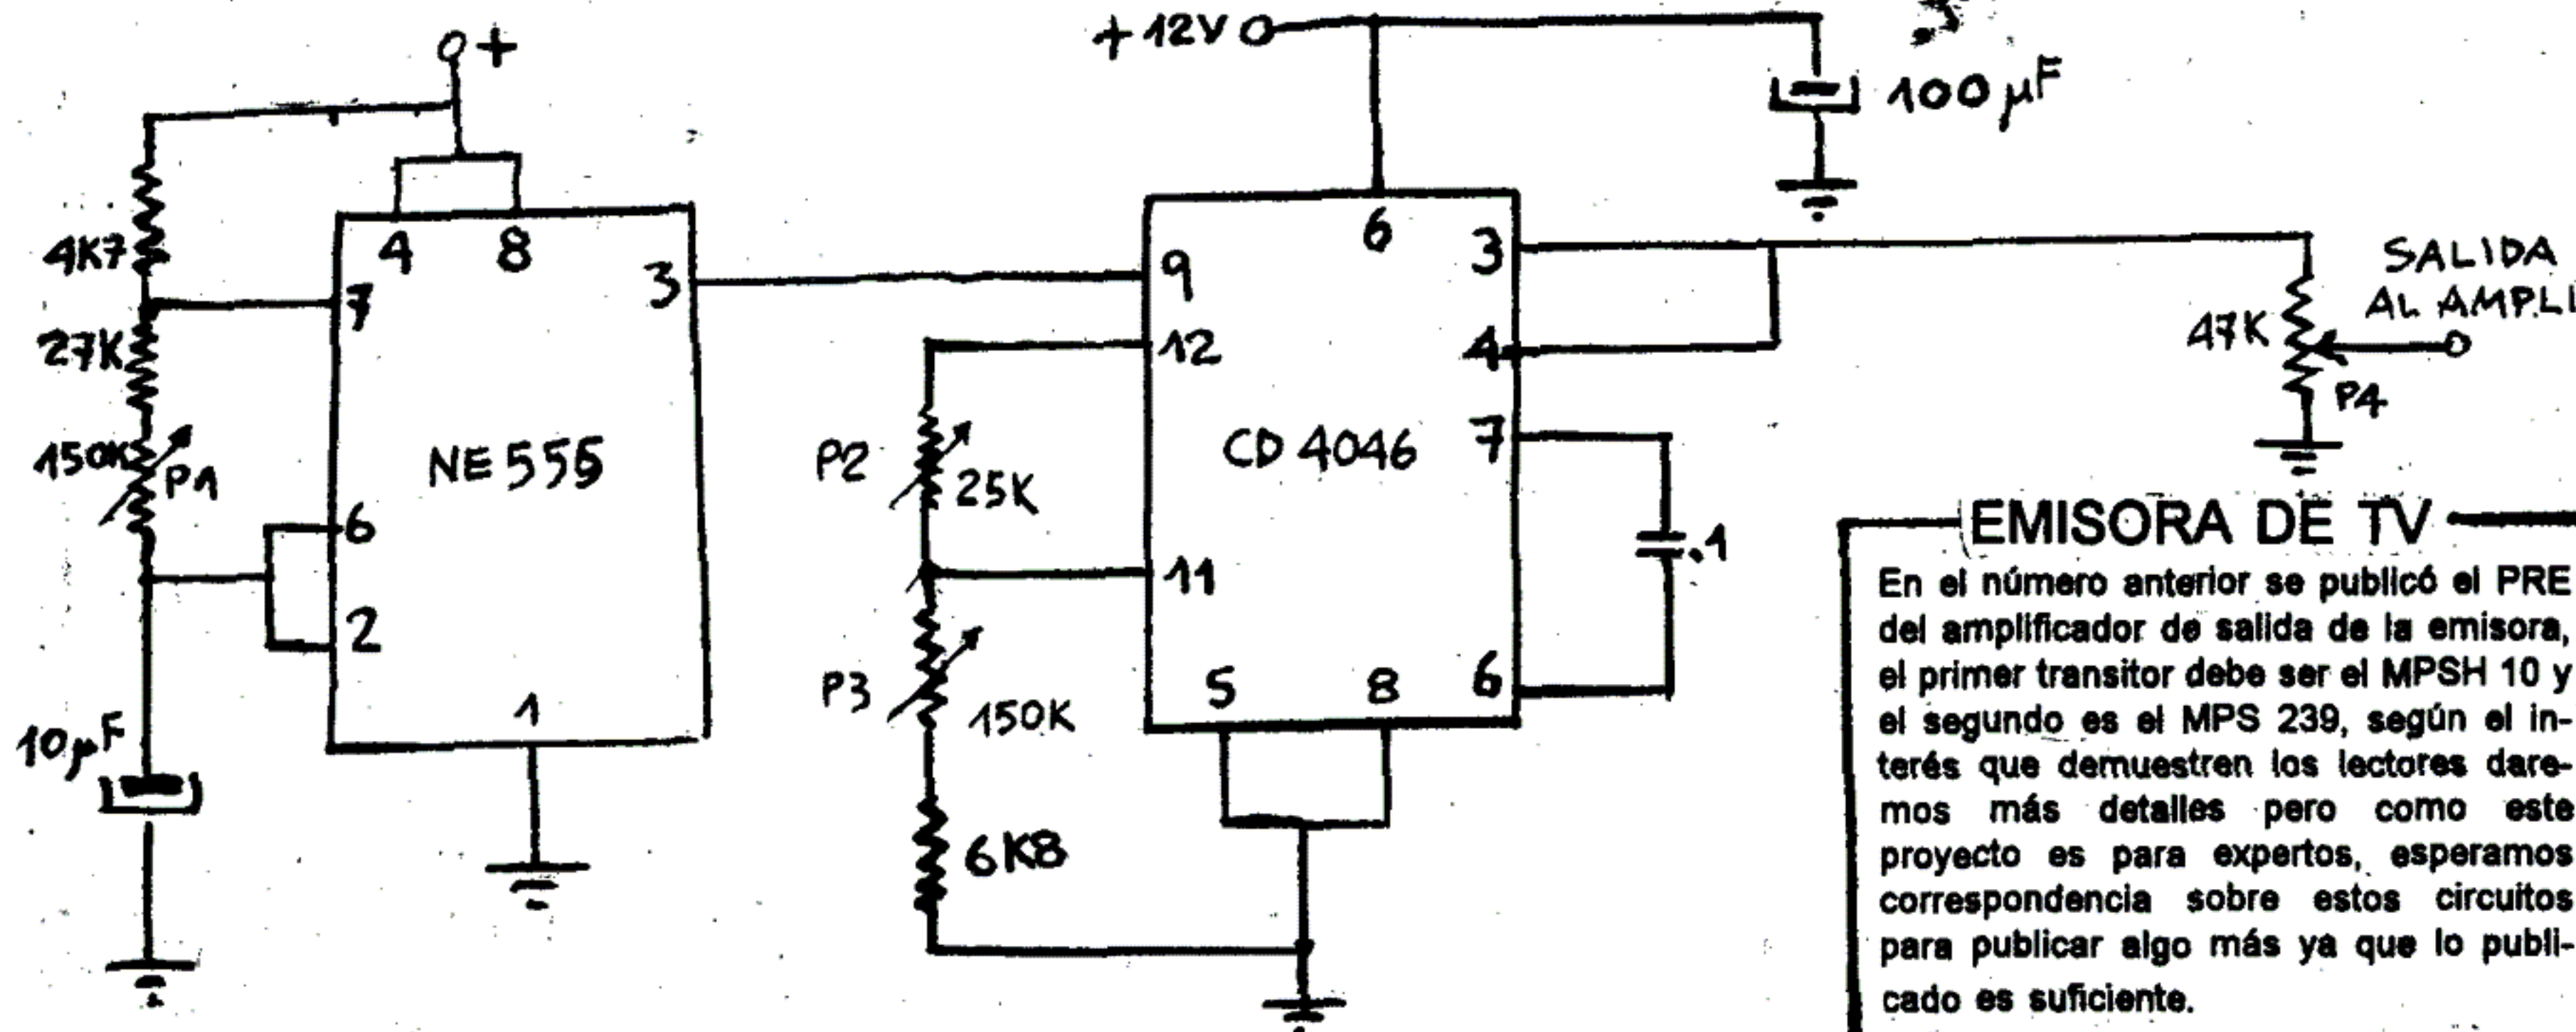 +
4K7
27K
150K
P1
10µF
4 8
7
3
NE 555
6
2
1
+12V
100 µF
6
9
3
12
4
P2
25K
CD 4046
7
.1
11
P3
150K
5 8 6
6K8
47K
P4
SALIDA
AL AMPLI
EMISORA DE TV
En el número anterior se publicó el PRE
del amplificador de salida de la emisora,
el primer transitor debe ser el MPSH 10 y
el segundo es el MPS 239, según el in-
terés que demuestren los lectores dare-
mos más detalles pero como este
proyecto es para expertos, esperamos
correspondencia sobre estos circuitos
para publicar algo más ya que lo publi-
cado es suficiente.